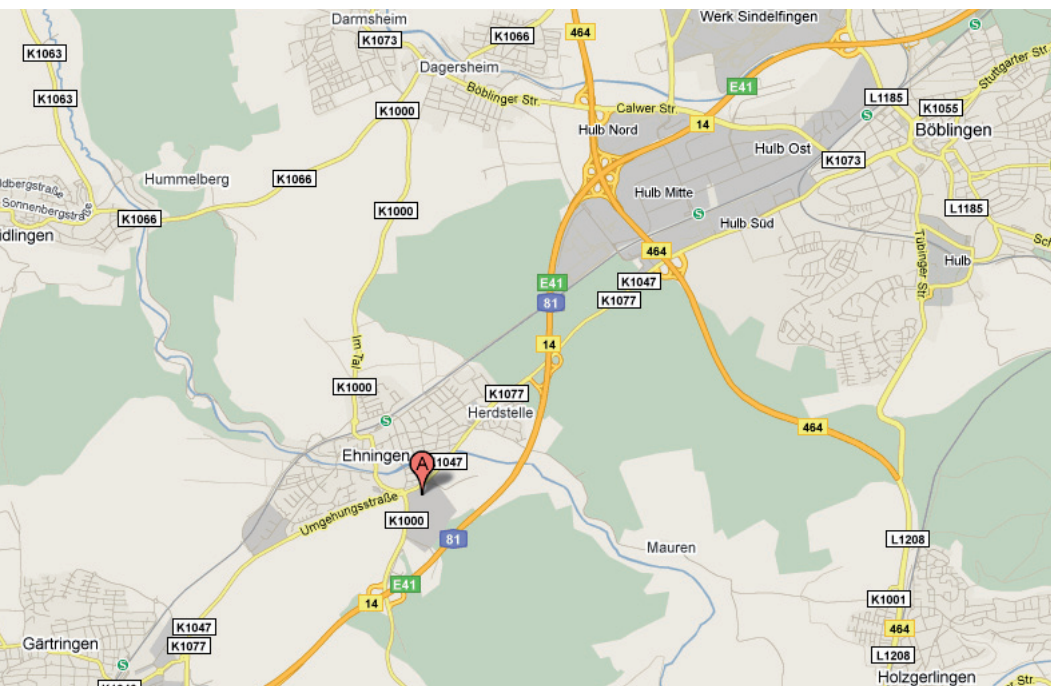 Darmsheim
Werk Sindelfingen
K1073
K1066
464
K1063
Dagersheim
Stuttgarter Str.
E41
K1063
Böblinger Str.
L1185
K1055
K1000
Calwer Str.
14
Hulb Nord
Böblingen
Hulb Ost
K1073
Hummelberg
K1066
Hulb Mitte
Sonnenbergstraße
K1066
K1000
L1185
Hulb Süd
idlingen
464
Hulb
Tübinger Str
E41
K1047
81
K1077
Im Tal
14
K1000
K1077
Herdstelle
464
Ehningen
A
K1047
Umgehungsstraße
K1000
81
L1208
Mauren
E41
14
K1001
K1047
464
Gärtringen
K1077
L1208
Holzgerlingen
Str